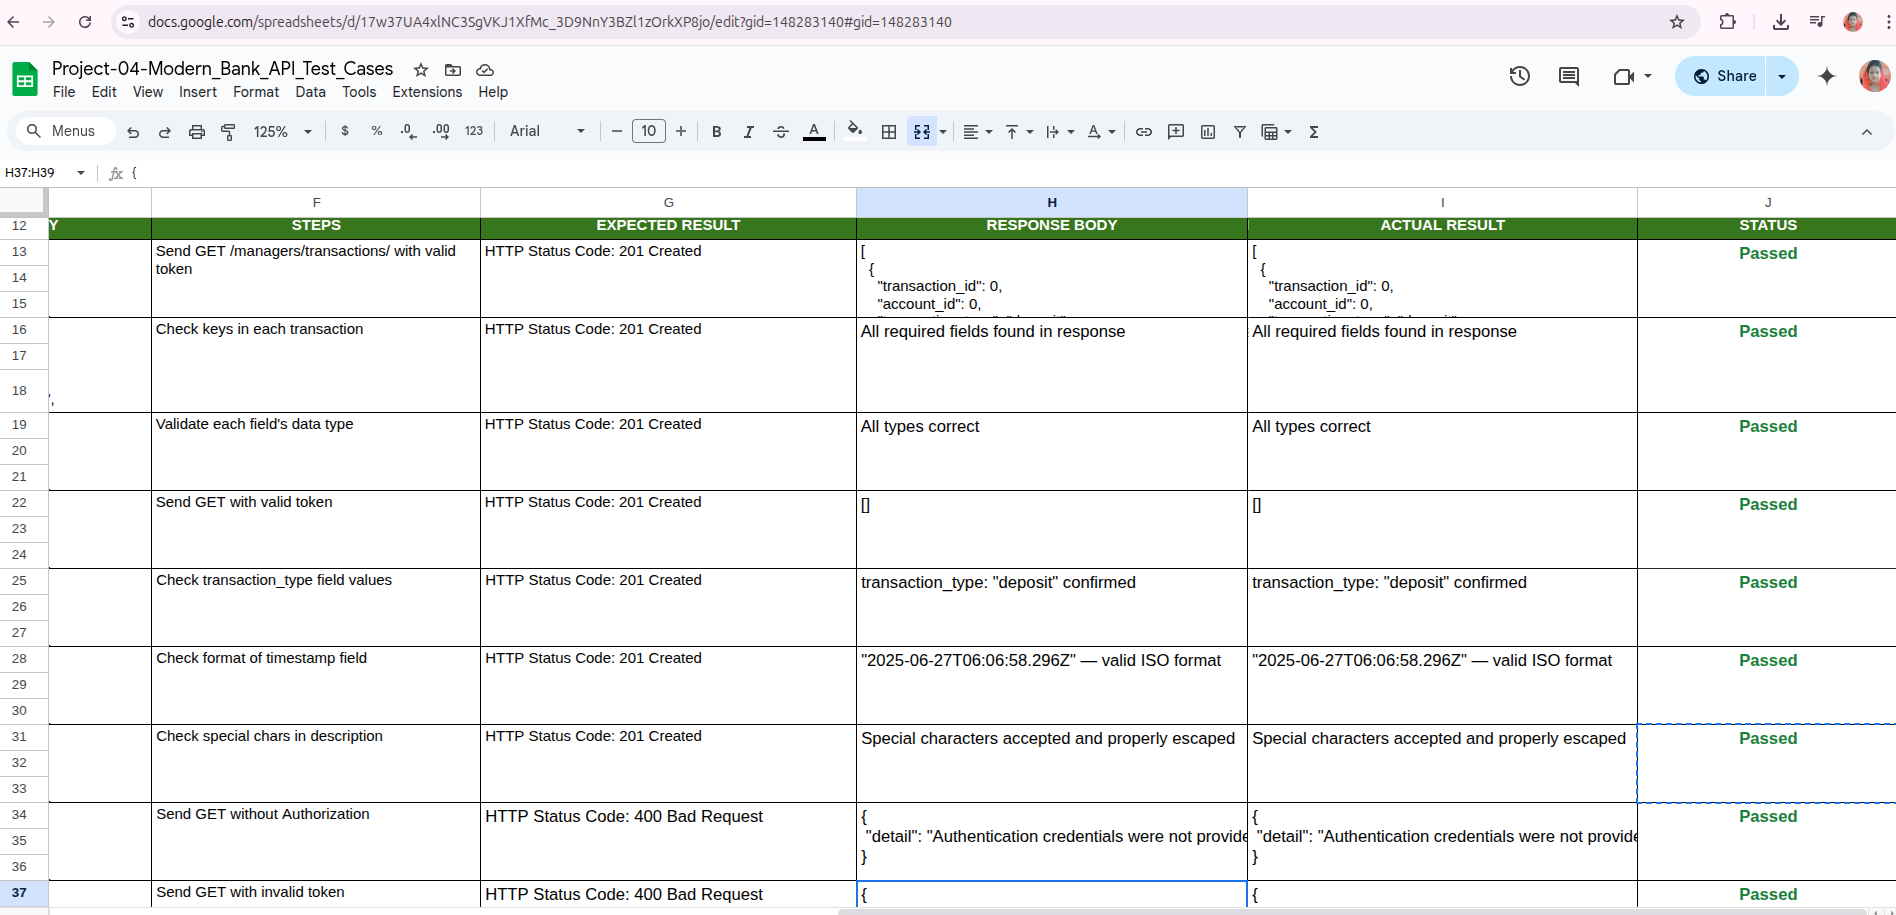 docs.google.com/spreadsheets/d/17w37UA4xlNC3SgVKJ1XfMc_3D9NnY3BZl1zOrkXP8jo/edit?gid=148283140#gid=148283140
Project-04-Modern_Bank_API_Test_Cases
File Edit View Insert Format Data Tools Extensions Help
Share
Menus 125% $ % .0 .00 123 Arial 10 B I S A Σ
H37:H39 fx {
F G H I J
12 Y STEPS EXPECTED RESULT RESPONSE BODY ACTUAL RESULT STATUS
13 Send GET /managers/transactions/ with valid HTTP Status Code: 201 Created [ [ Passed
token { {
14
"transaction_id": 0, "transaction_id": 0,
15 "account_id": 0, "account_id": 0,
16 Check keys in each transaction HTTP Status Code: 201 Created All required fields found in response All required fields found in response Passed
17
18 ",
19 Validate each field's data type HTTP Status Code: 201 Created All types correct All types correct Passed
20
21
22 Send GET with valid token HTTP Status Code: 201 Created [] [] Passed
23
24
25 Check transaction_type field values HTTP Status Code: 201 Created transaction_type: "deposit" confirmed transaction_type: "deposit" confirmed Passed
26
27
28 Check format of timestamp field HTTP Status Code: 201 Created "2025-06-27T06:06:58.296Z" — valid ISO format "2025-06-27T06:06:58.296Z" — valid ISO format Passed
29
30
31 Check special chars in description HTTP Status Code: 201 Created Special characters accepted and properly escaped Special characters accepted and properly escaped Passed
32
33
34 Send GET without Authorization HTTP Status Code: 400 Bad Request { { Passed
35 "detail": "Authentication credentials were not provide "detail": "Authentication credentials were not provide
36 } }
37 Send GET with invalid token HTTP Status Code: 400 Bad Request { { Passed